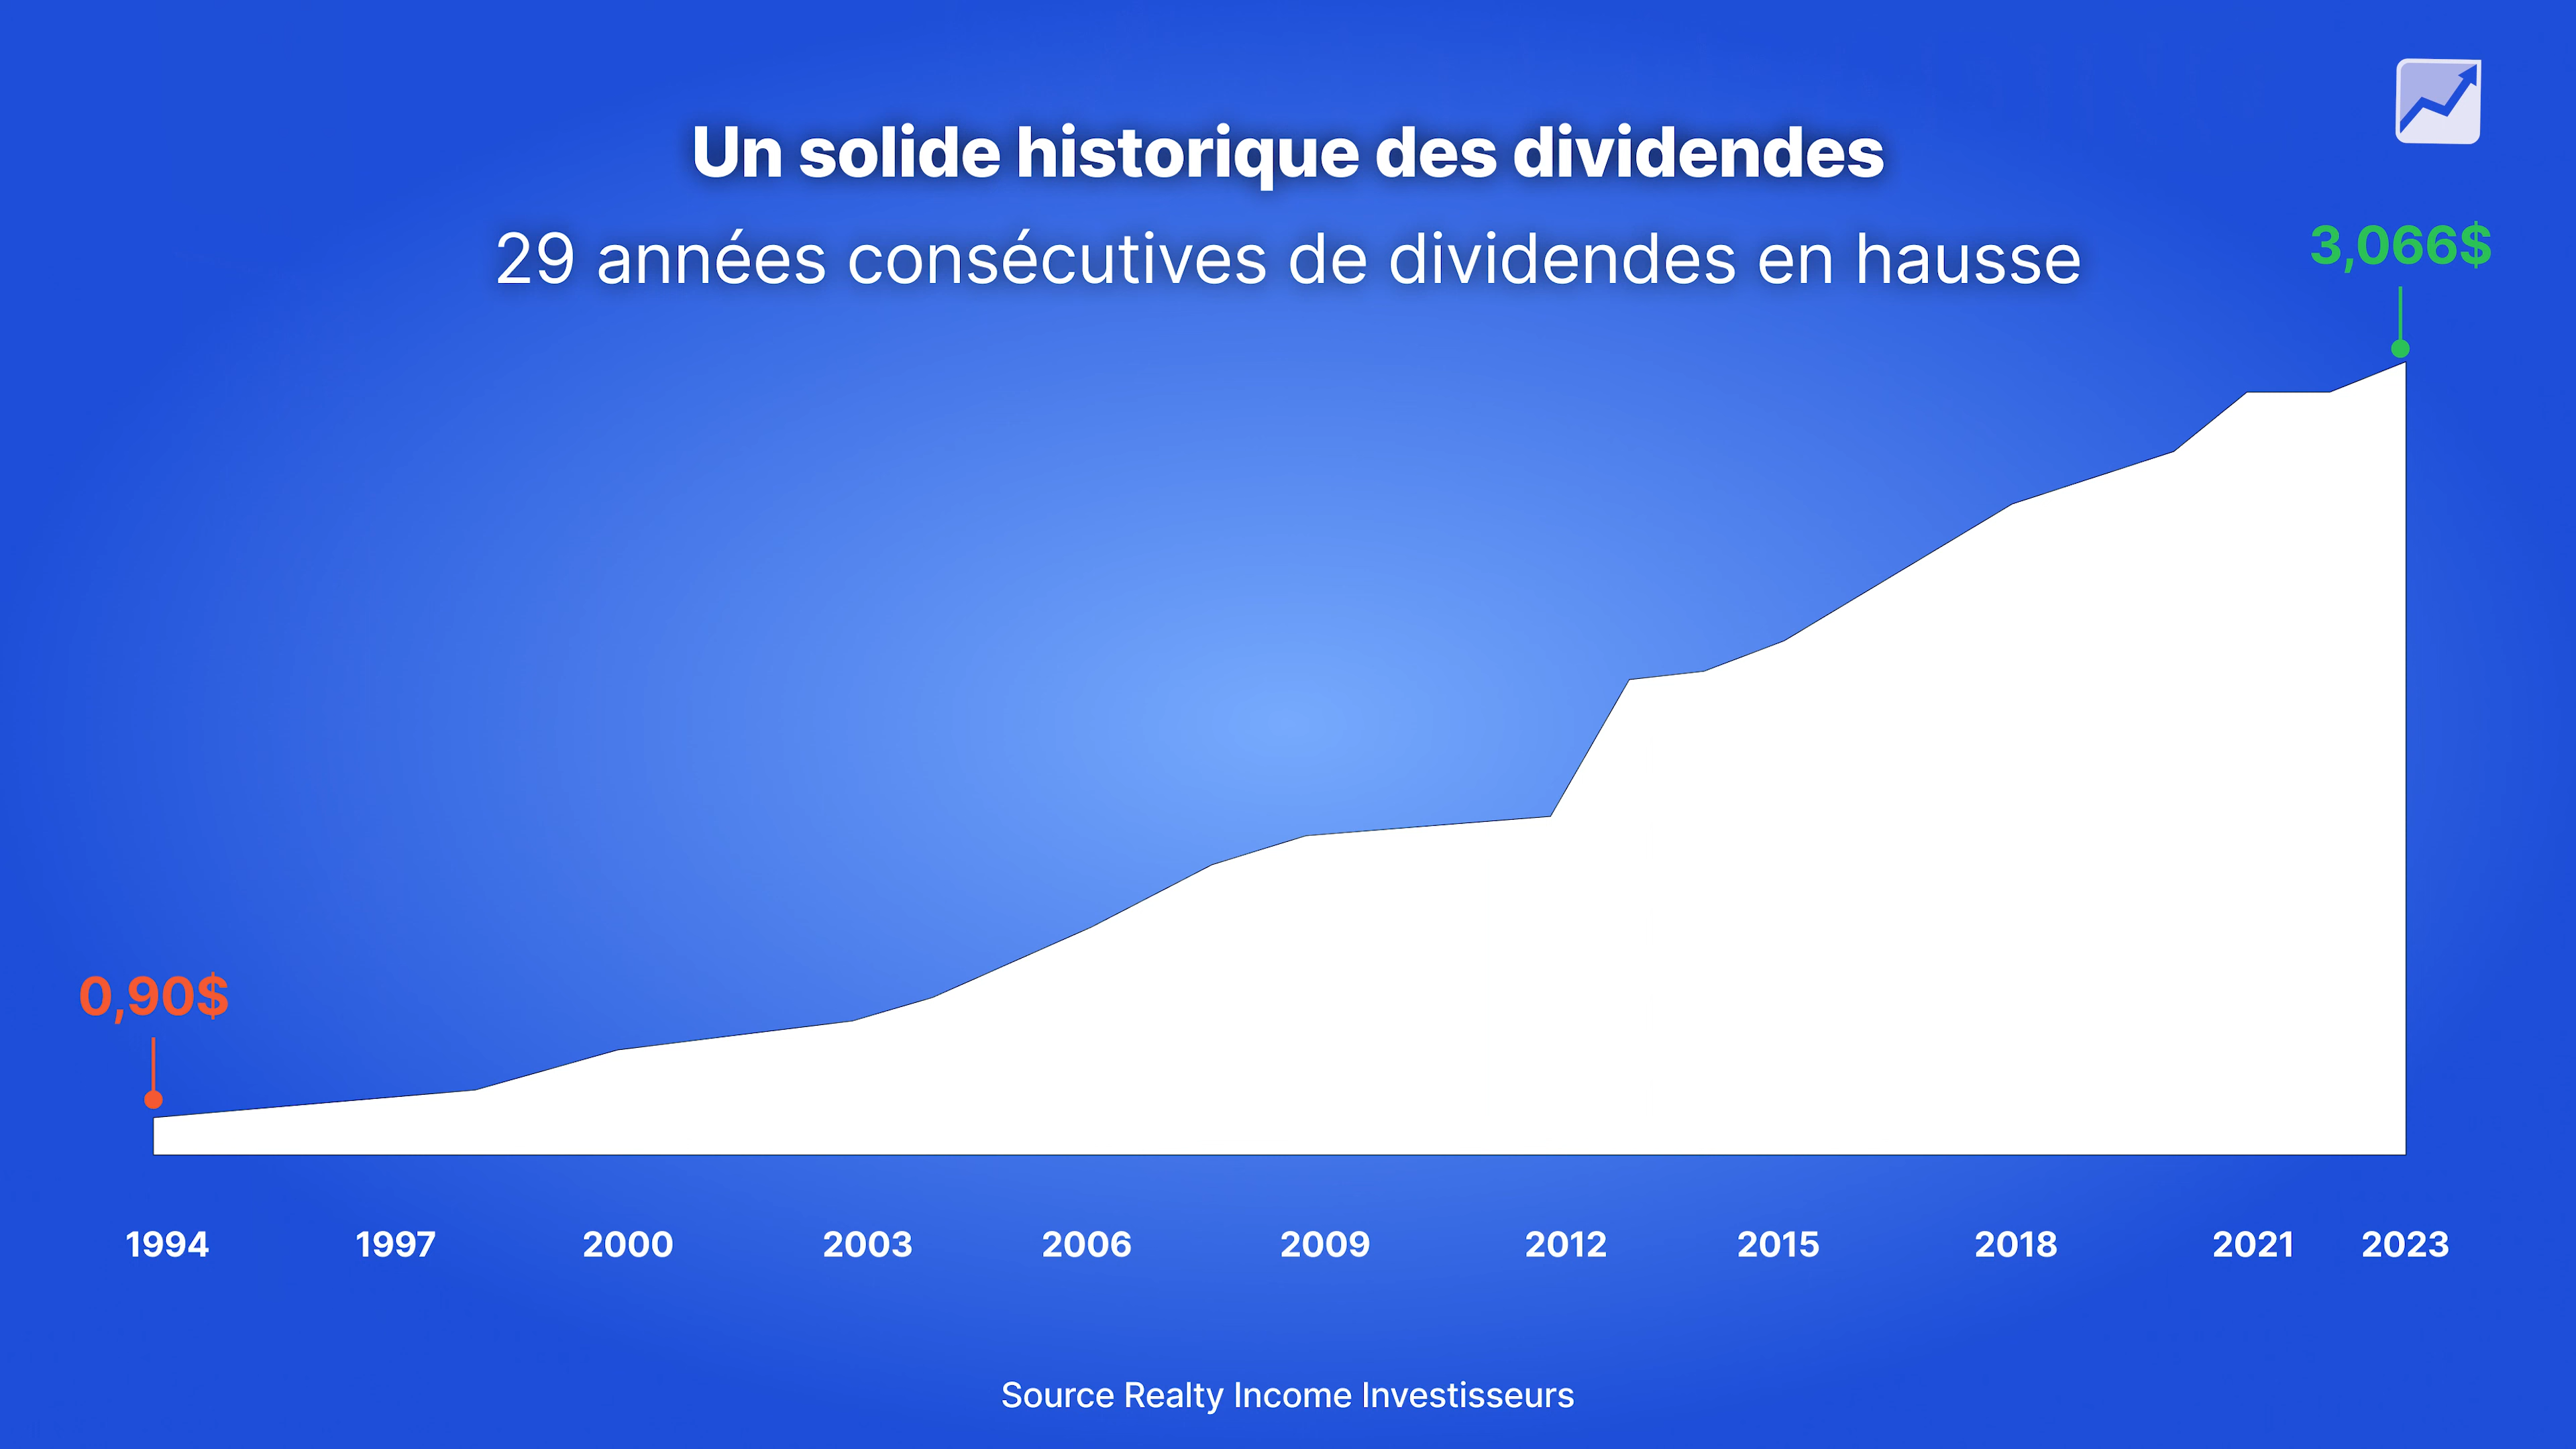 Un solide historique des dividendes
29 années consécutives de dividendes en hausse
3,066$
0,90$
1994 1997 2000 2003 2006 2009 2012 2015 2018 2021 2023
Source Realty Income Investisseurs